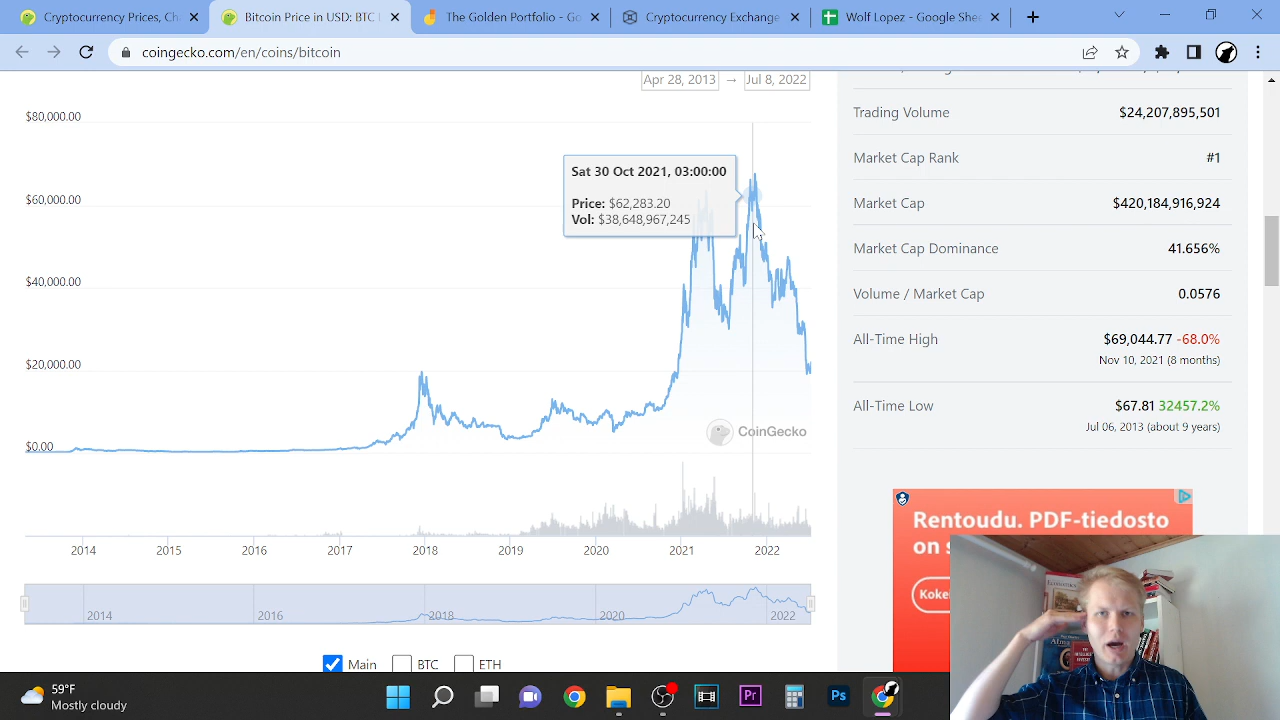 Cryptocurrency Prices, Ch
Bitcoin Price in USD: BTC
The Golden Portfolio - Go
Cryptocurrency Exchange
Wolf Lopez - Google She
coingecko.com/en/coins/bitcoin
Apr 28, 2013 → Jul 8, 2022
$80,000.00
$60,000.00
$40,000.00
$20,000.00
$0.00
Sat 30 Oct 2021, 03:00:00
Price: $62,283.20
Vol: $38,648,967,245
CoinGecko
2014 2015 2016 2017 2018 2019 2020 2021 2022
2014 2016 2018 2020 2022
Main BTC ETH
Trading Volume $24,207,895,501
Market Cap Rank #1
Market Cap $420,184,916,924
Market Cap Dominance 41.656%
Volume / Market Cap 0.0576
All-Time High $69,044.77 -68.0%
Nov 10, 2021 (8 months)
All-Time Low $67.81 32457.2%
Jul 06, 2013 (about 9 years)
Rentoudu. PDF-tiedosto
on s
Koke
59°F
Mostly cloudy
Pr
Ps